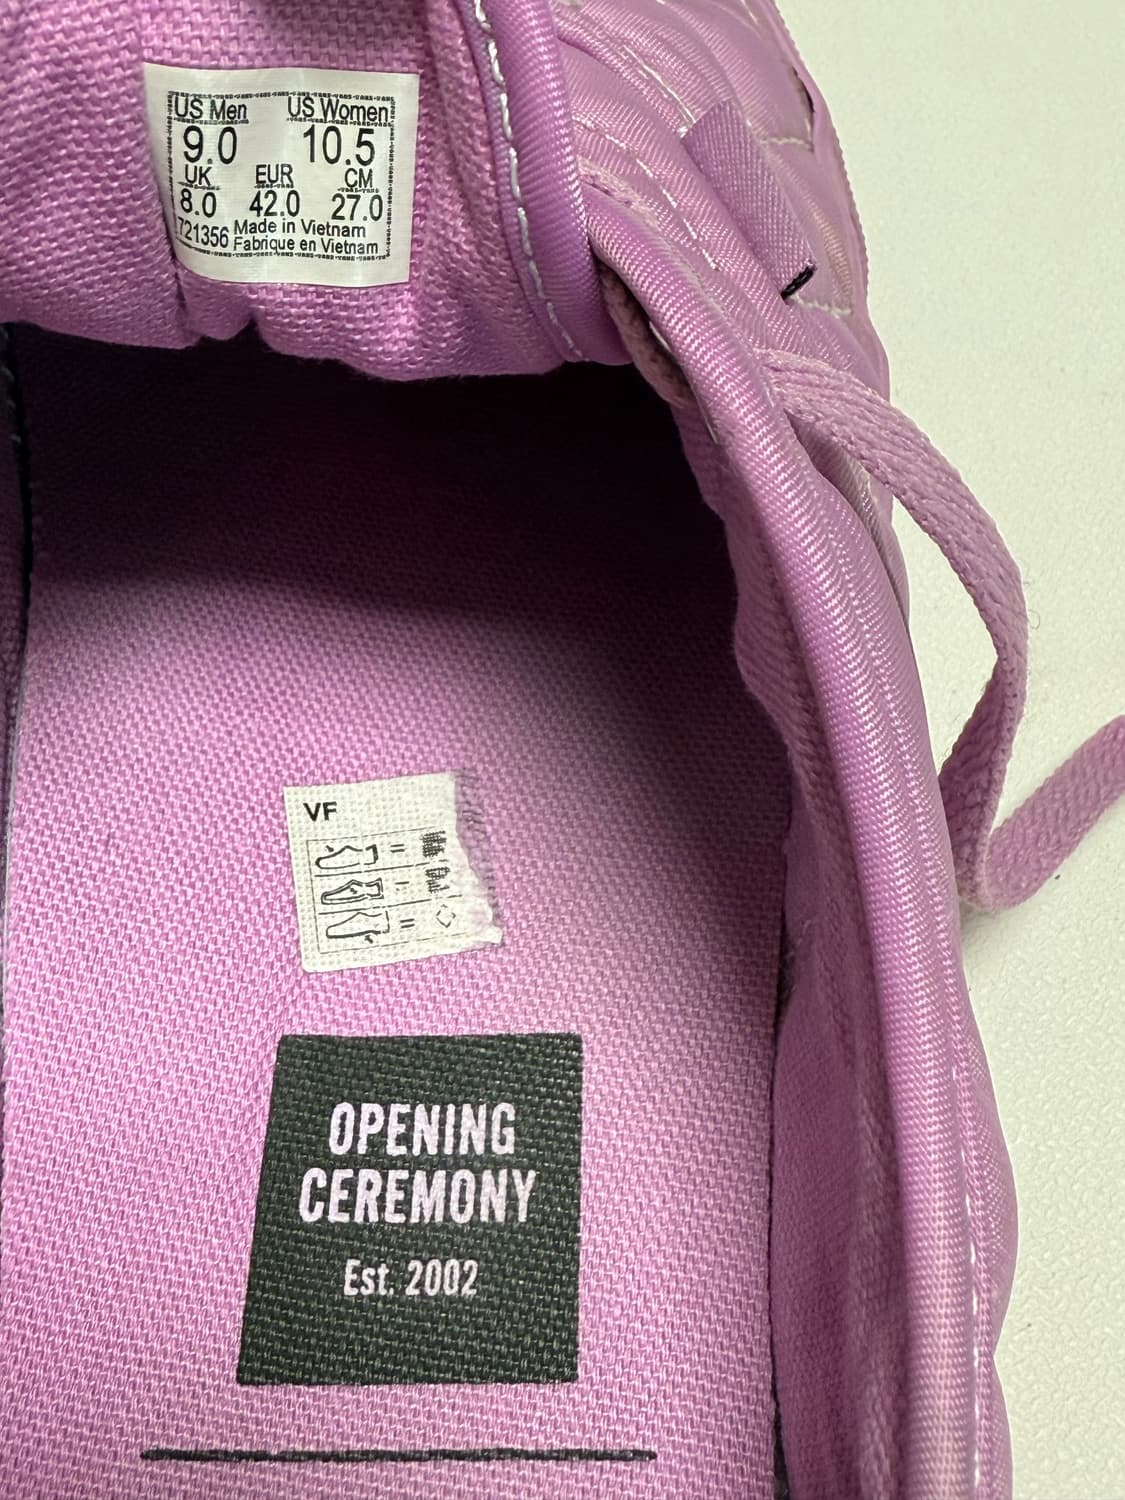 US Men US Women
9.0 10.5
UK EUR CM
8.0 42.0 27.0
721356 Made in Vietnam
Fabrique en Vietnam
VF
=
=
OPENING
CEREMONY
Est. 2002